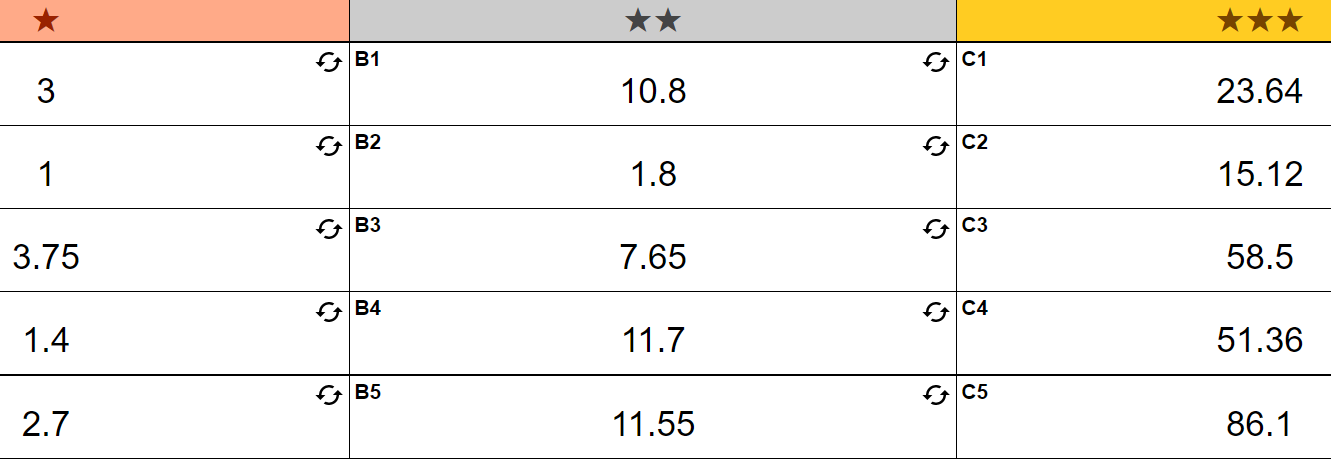 ★ ★★ ★★★
3 B1 10.8 C1 23.64
1 B2 1.8 C2 15.12
3.75 B3 7.65 C3 58.5
1.4 B4 11.7 C4 51.36
2.7 B5 11.55 C5 86.1